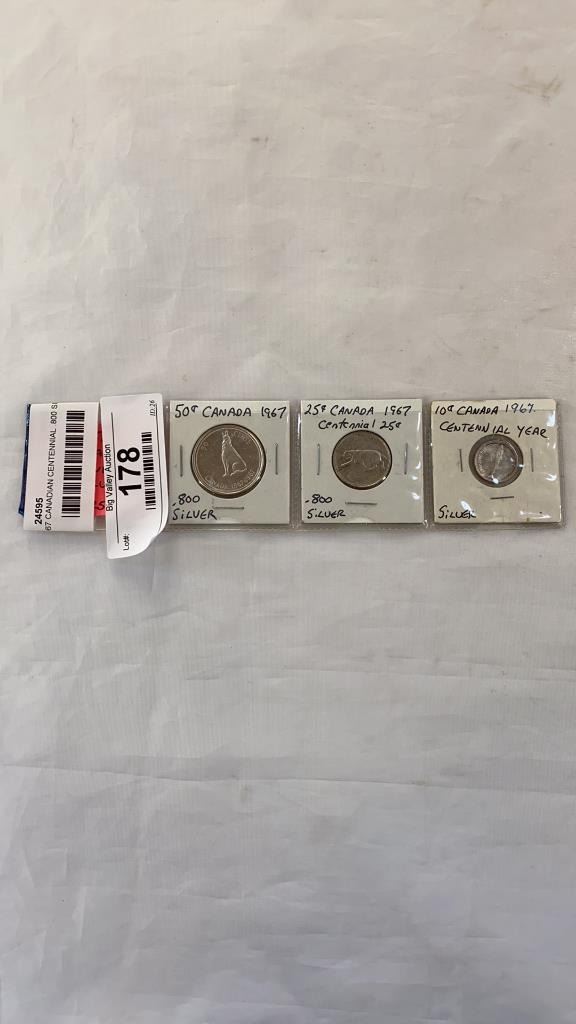 24595
67 CANADIAN CENTENNIAL .800 S
Lot#:
178
Big Valley Auction
50¢ CANADA 1967
.800
SILVER
25¢ CANADA 1967
Centennial 25¢
.800
SILVER
10¢ CANADA 1967.
CENTENNIAL YEAR
SILVER